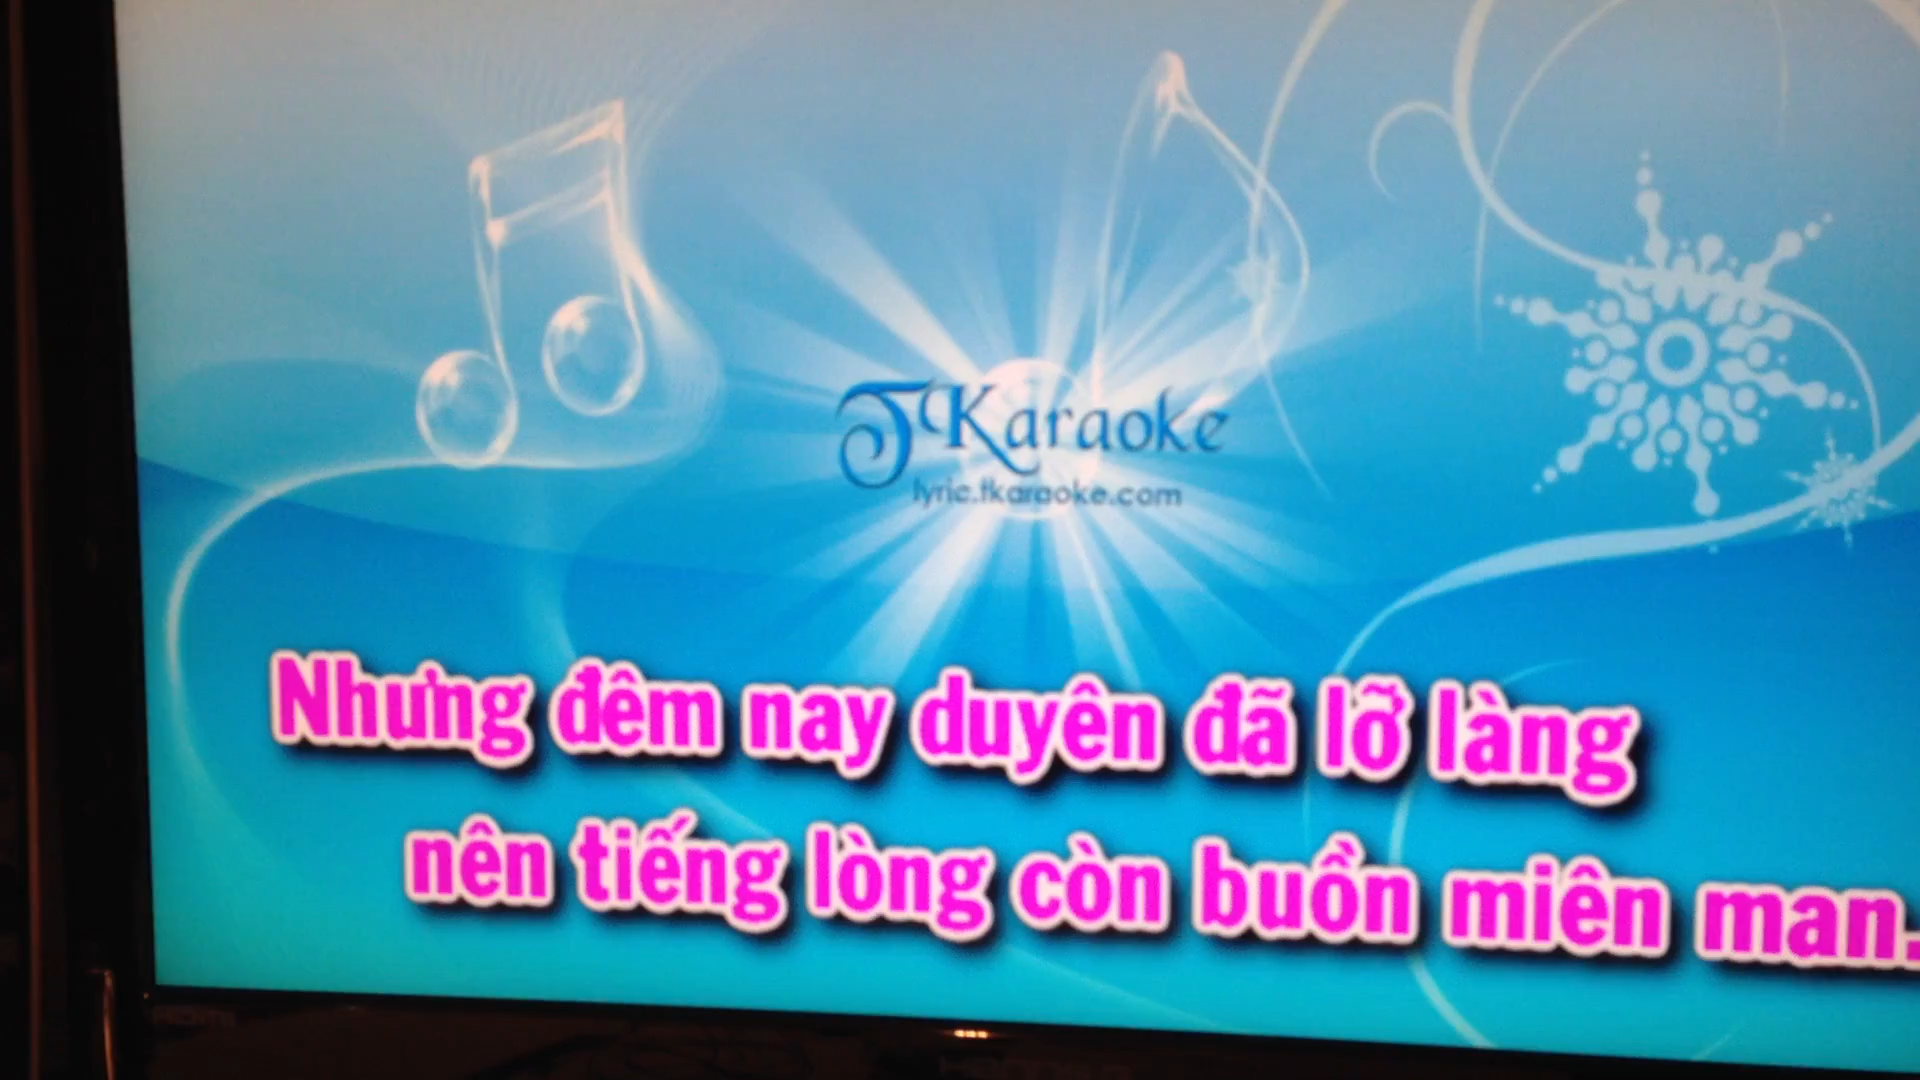 TKaraoke
lyric.tkaraoke.com
Nhưng đêm nay duyên đã lỡ làng
nên tiếng lòng còn buồn miên man.